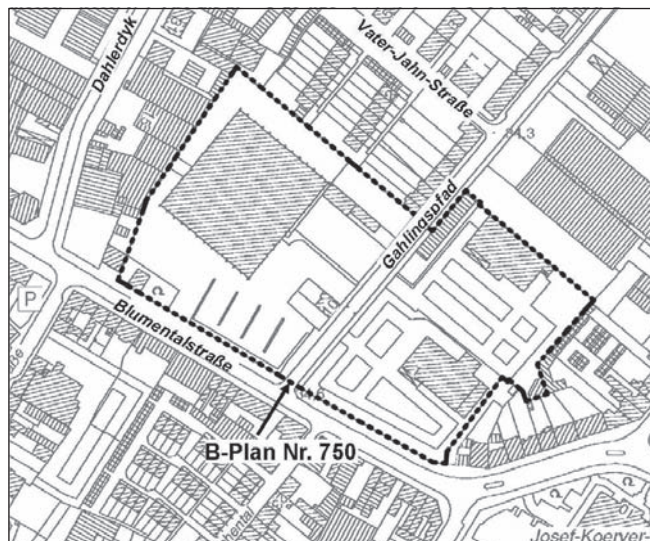 Dahlerdyk
Vater-Jahn-Straße
Gahlingspfad
P
Blumentalstraße
B-Plan Nr. 750
Josef-Koerver-